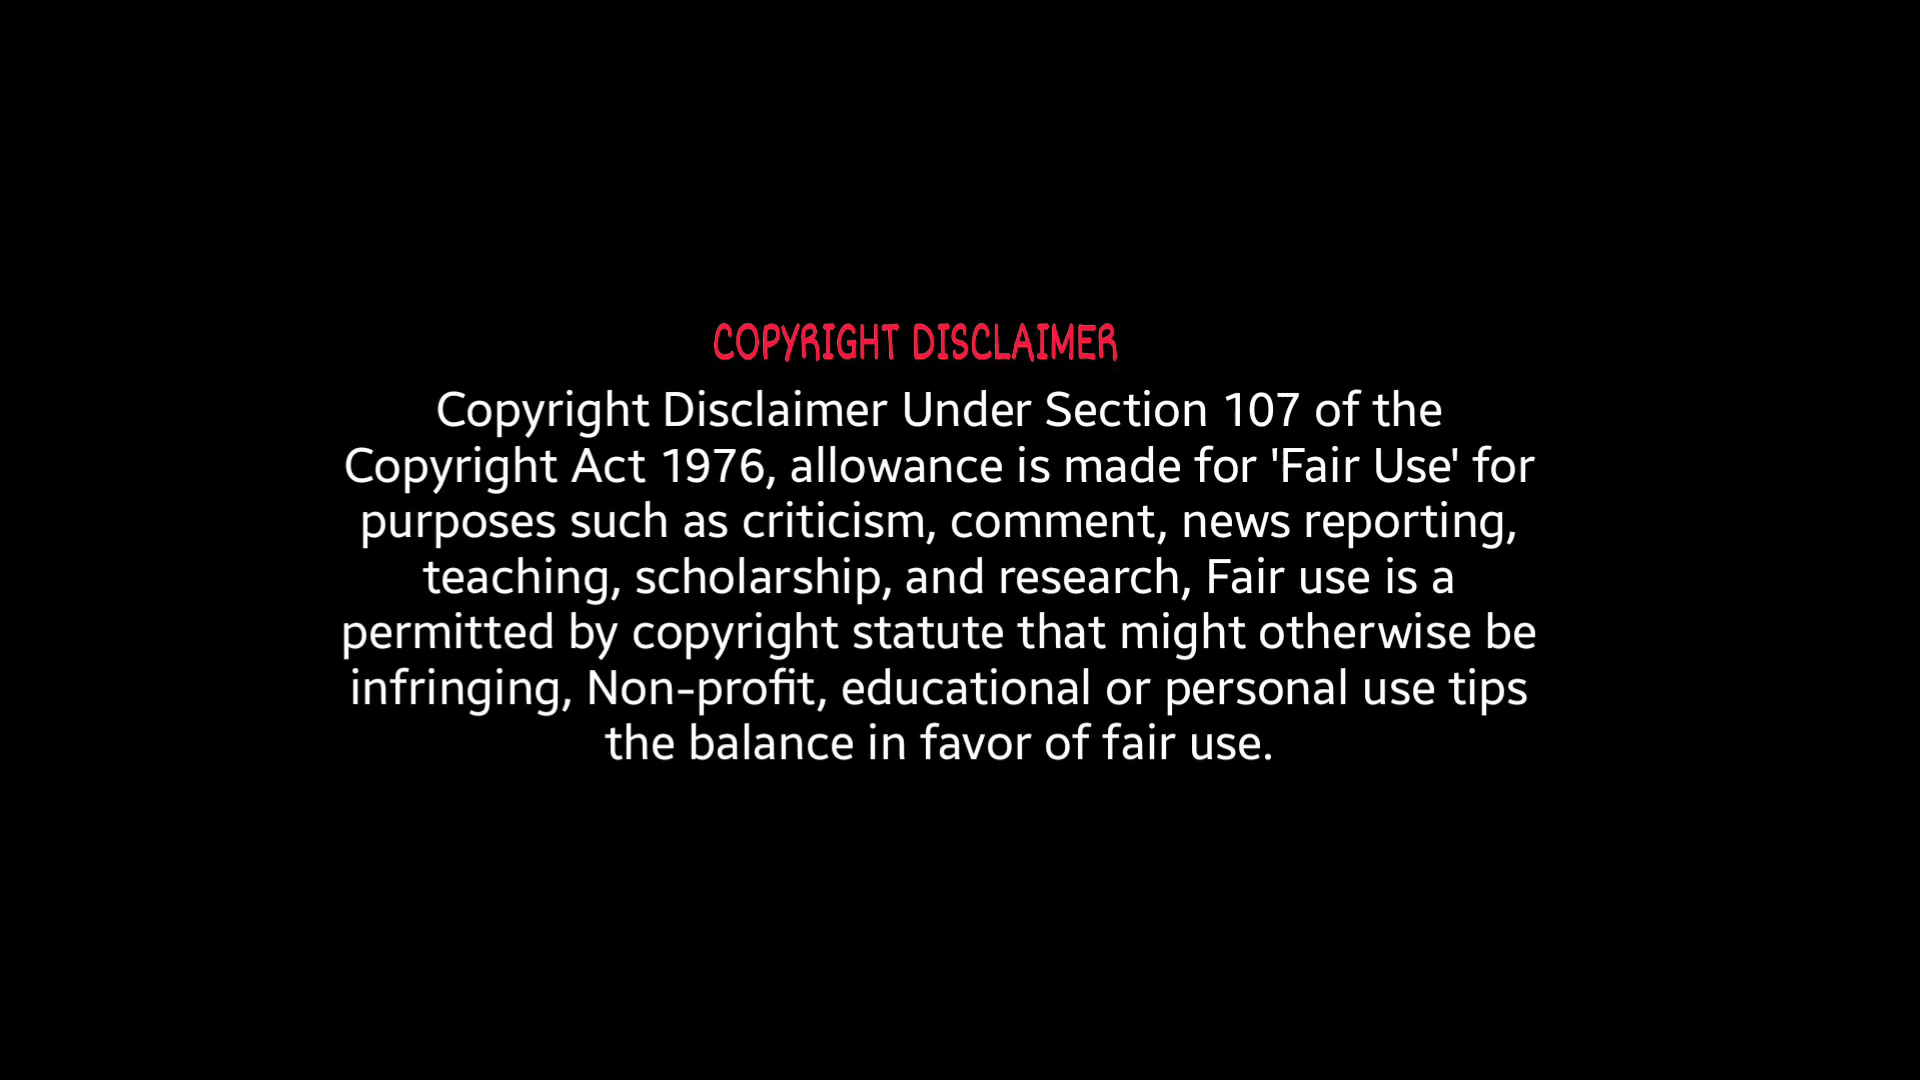 COPYRIGHT DISCLAIMER
Copyright Disclaimer Under Section 107 of the
Copyright Act 1976, allowance is made for 'Fair Use' for
purposes such as criticism, comment, news reporting,
teaching, scholarship, and research, Fair use is a
permitted by copyright statute that might otherwise be
infringing, Non-profit, educational or personal use tips
the balance in favor of fair use.